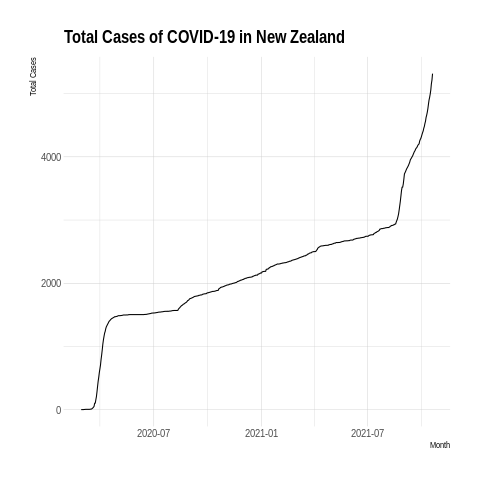 Total Cases of COVID-19 in New Zealand
Total Cases
4000
2000
0
2020-07 2021-01 2021-07
Month